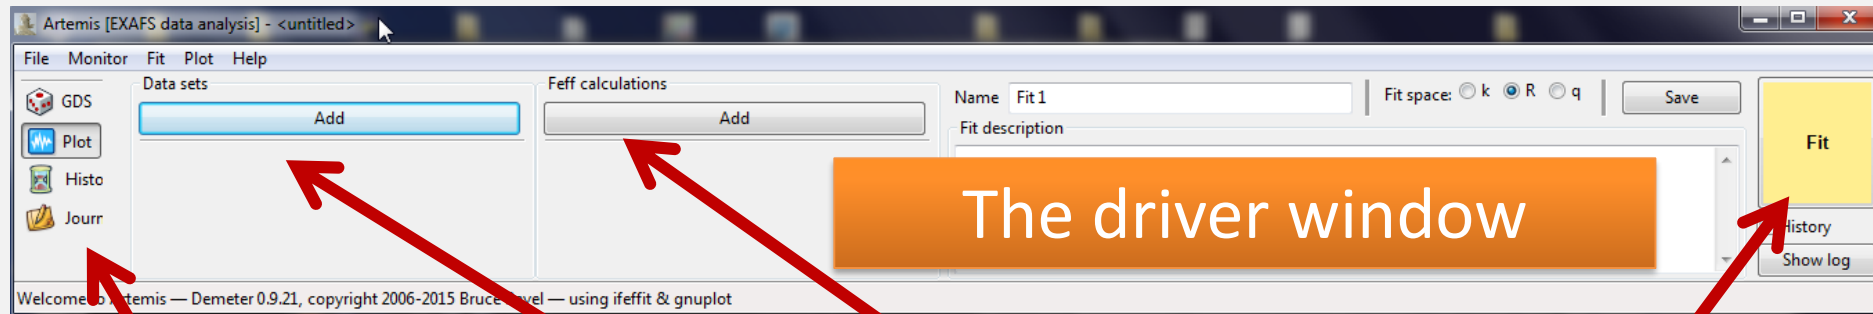 Artemis [EXAFS data analysis] - <untitled>
File Monitor Fit Plot Help
GDS
Plot
Histo
Jourr
Data sets
Add
Feff calculations
Add
Name Fit 1
Fit space: k R q
Save
Fit description
Fit
The driver window
History
Show log
Welcome Artemis — Demeter 0.9.21, copyright 2006-2015 Bruce — using ifeffit & gnuplot